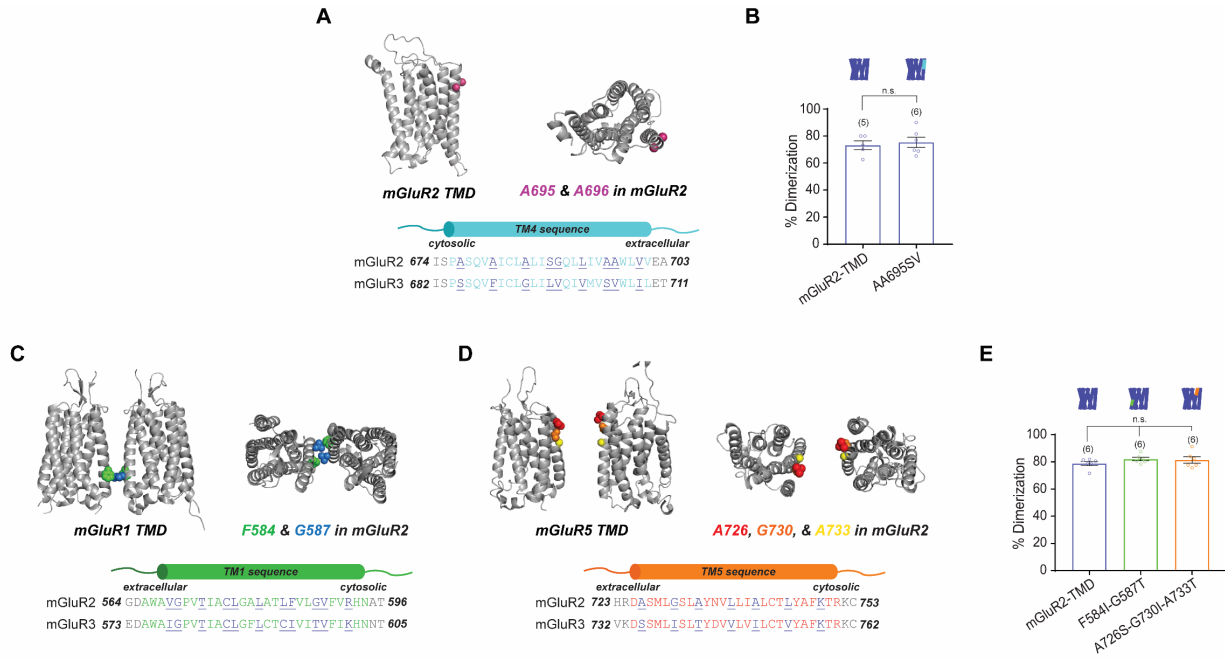 A
mGluR2 TMD
A695 & A696 in mGluR2
TM4 sequence
cytosolic extracellular
mGluR2 674 ISPASQVAICLALISGQLLIVAAWLVVEA 703
mGluR3 682 ISPSSQVFICLGLILVQIVMVSVWLILET 711
B
n.s.
(5) (6)
100
80
60
40
20
0
% Dimerization
mGluR2-TMD
AA695SV
C
mGluR1 TMD
F584 & G587 in mGluR2
TM1 sequence
extracellular cytosolic
mGluR2 564 GDAWAVGPVTIACLGALATLFVLGVFVRHNAT 596
mGluR3 573 EDAWAIGPVTIACLGFLCTCIVITVFIKHNNT 605
D
mGluR5 TMD
A726, G730, & A733 in mGluR2
TM5 sequence
extracellular cytosolic
mGluR2 723 HRDASMLGSLAYNVLLIALCTLYAFKTRKC 753
mGluR3 732 VKDSSMLISLTYDVVLVILCTVYAFKTRKC 762
E
n.s.
(6) (6) (6)
100
80
60
40
20
0
% Dimerization
mGluR2-TMD
F584I-G587T
A726S-G730I-A733T